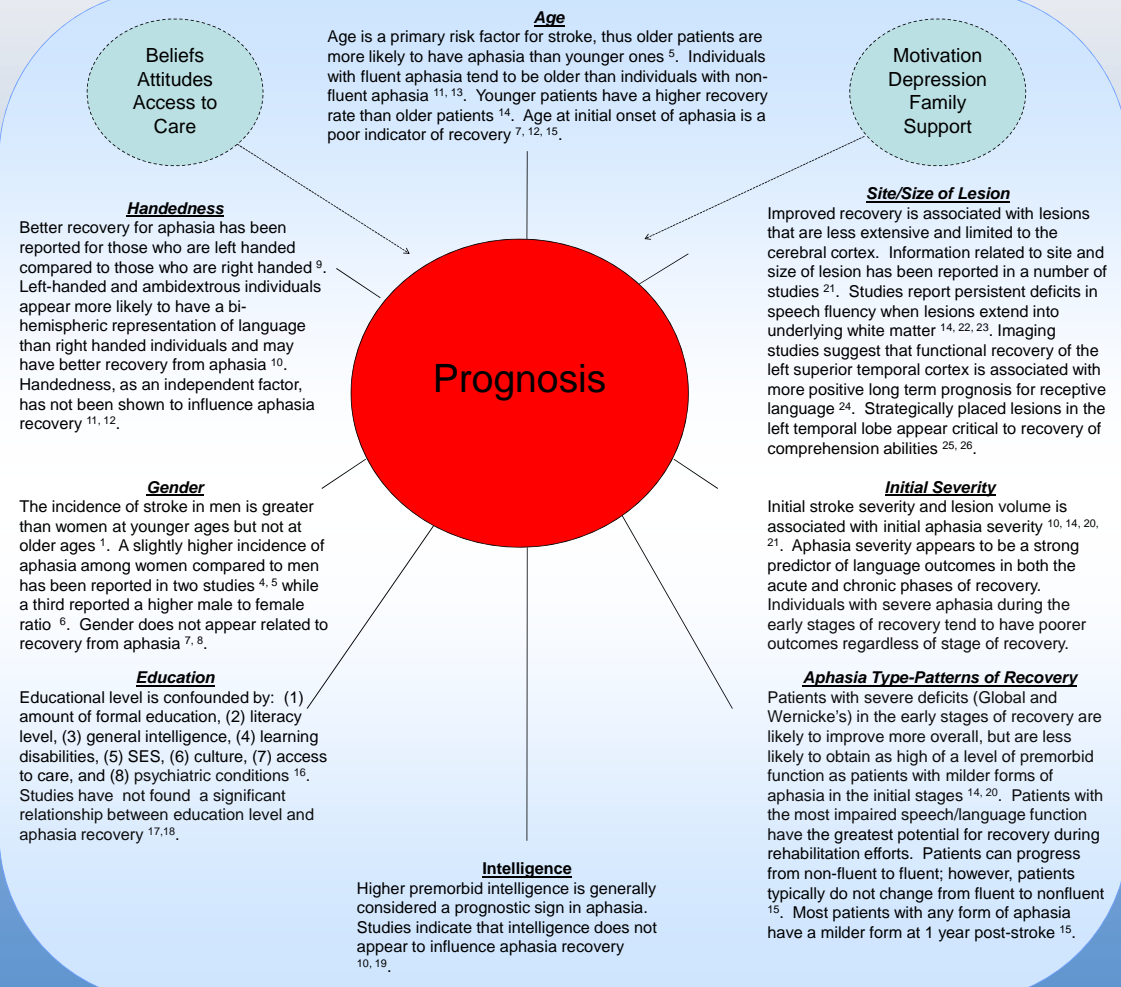 Beliefs
Attitudes
Access to
Care
Age
Age is a primary risk factor for stroke, thus older patients are
more likely to have aphasia than younger ones 5. Individuals
with fluent aphasia tend to be older than individuals with non-
fluent aphasia 11, 13. Younger patients have a higher recovery
rate than older patients 14. Age at initial onset of aphasia is a
poor indicator of recovery 7, 12, 15.
Motivation
Depression
Family
Support
Handedness
Better recovery for aphasia has been
reported for those who are left handed
compared to those who are right handed 9.
Left-handed and ambidextrous individuals
appear more likely to have a bi-
hemispheric representation of language
than right handed individuals and may
have better recovery from aphasia 10.
Handedness, as an independent factor,
has not been shown to influence aphasia
recovery 11, 12.
Prognosis
Site/Size of Lesion
Improved recovery is associated with lesions
that are less extensive and limited to the
cerebral cortex. Information related to site and
size of lesion has been reported in a number of
studies 21. Studies report persistent deficits in
speech fluency when lesions extend into
underlying white matter 14, 22, 23. Imaging
studies suggest that functional recovery of the
left superior temporal cortex is associated with
more positive long term prognosis for receptive
language 24. Strategically placed lesions in the
left temporal lobe appear critical to recovery of
comprehension abilities 25, 26.
Gender
The incidence of stroke in men is greater
than women at younger ages but not at
older ages 1. A slightly higher incidence of
aphasia among women compared to men
has been reported in two studies 4, 5 while
a third reported a higher male to female
ratio 6. Gender does not appear related to
recovery from aphasia 7, 8.
Initial Severity
Initial stroke severity and lesion volume is
associated with initial aphasia severity 10, 14, 20,
21. Aphasia severity appears to be a strong
predictor of language outcomes in both the
acute and chronic phases of recovery.
Individuals with severe aphasia during the
early stages of recovery tend to have poorer
outcomes regardless of stage of recovery.
Education
Educational level is confounded by: (1)
amount of formal education, (2) literacy
level, (3) general intelligence, (4) learning
disabilities, (5) SES, (6) culture, (7) access
to care, and (8) psychiatric conditions 16.
Studies have not found a significant
relationship between education level and
aphasia recovery 17,18.
Aphasia Type-Patterns of Recovery
Patients with severe deficits (Global and
Wernicke's) in the early stages of recovery are
likely to improve more overall, but are less
likely to obtain as high of a level of premorbid
function as patients with milder forms of
aphasia in the initial stages 14, 20. Patients with
the most impaired speech/language function
have the greatest potential for recovery during
rehabilitation efforts. Patients can progress
from non-fluent to fluent; however, patients
typically do not change from fluent to nonfluent
15. Most patients with any form of aphasia
have a milder form at 1 year post-stroke 15.
Intelligence
Higher premorbid intelligence is generally
considered a prognostic sign in aphasia.
Studies indicate that intelligence does not
appear to influence aphasia recovery
10, 19.